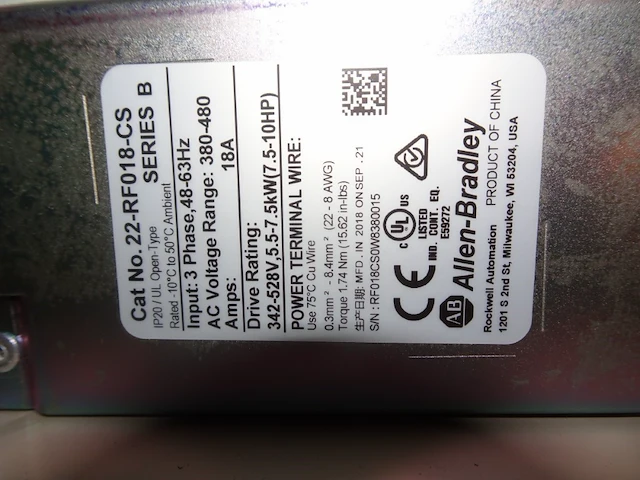 Cat No. 22-RF018-CS
SERIES B
IP20 / UL Open-Type
Rated -10°C to 50°C Ambient
Input: 3 Phase,48-63Hz
AC Voltage Range: 380-480
Amps: 18A
Drive Rating:
342-528V,5.5-7.5kW(7.5-10HP)
POWER TERMINAL WIRE:
Use 75°C Cu Wire
0.3mm² - 8.4mm² (22 - 8 AWG)
Torque 1.74 Nm (15.62 in-lbs)
生产日期: MFD. IN 2018 ON SEP . 21
S/N : RF018CS0W8380015
CE
C UL US
LISTED
IND. CONT. EQ.
E59272
AB Allen-Bradley
Rockwell Automation PRODUCT OF CHINA
1201 S 2nd St, Milwaukee, WI 53204, USA